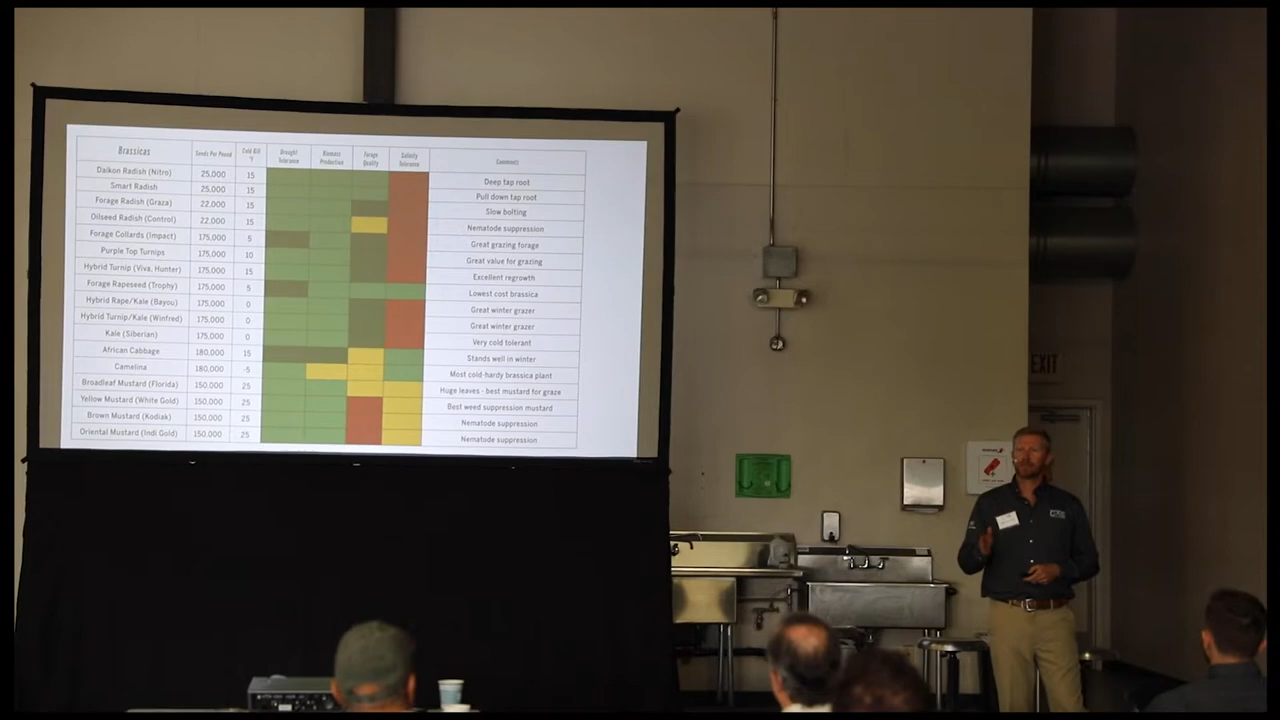 Brassicas Seeds Per Pound Cold Kill °F Drought Tolerance Biomass Production Forage Quality Salinity Tolerance Comments
Daikon Radish (Nitro) 25,000 15 Deep tap root
Smart Radish 25,000 15 Pull down tap root
Forage Radish (Graza) 22,000 15 Slow bolting
Oilseed Radish (Control) 22,000 15 Nematode suppression
Forage Collards (Impact) 175,000 5 Great grazing forage
Purple Top Turnips 175,000 10 Great value for grazing
Hybrid Turnip (Viva, Hunter) 175,000 15 Excellent regrowth
Forage Rapeseed (Trophy) 175,000 5 Lowest cost brassica
Hybrid Rape/Kale (Bayou) 175,000 0 Great winter grazer
Hybrid Turnip/Kale (Winfred) 175,000 0 Great winter grazer
Kale (Siberian) 175,000 0 Very cold tolerant
African Cabbage 180,000 15 Stands well in winter
Camelina 180,000 -5 Most cold-hardy brassica plant
Broadleaf Mustard (Florida) 150,000 25 Huge leaves - best mustard for graze
Yellow Mustard (White Gold) 150,000 25 Best weed suppression mustard
Brown Mustard (Kodiak) 150,000 25 Nematode suppression
Oriental Mustard (Indi Gold) 150,000 25 Nematode suppression
EXIT